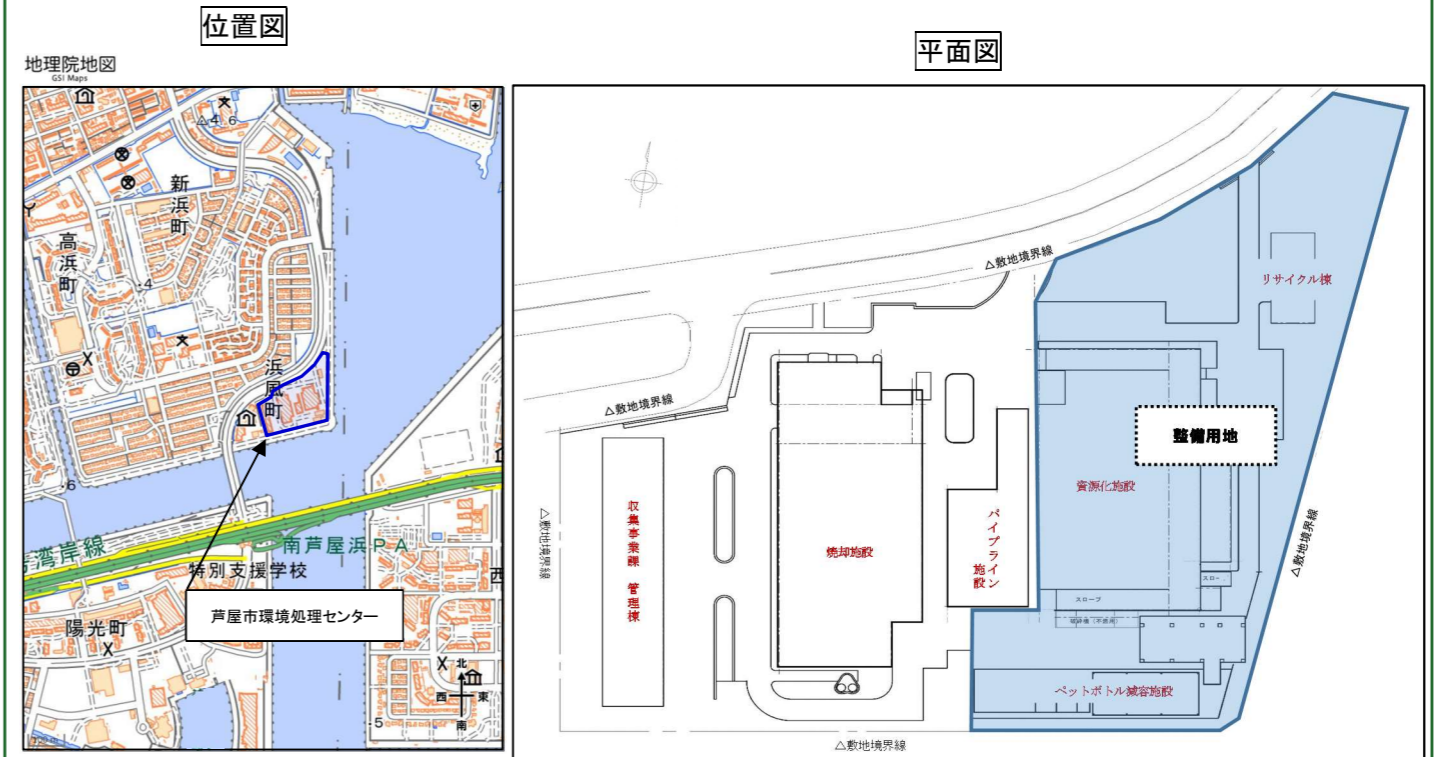 位置図
平面図
地理院地図
GSI Maps
4.6
新浜町
高浜町
-4
浜風町
-6
湾岸線
南芦屋浜PA
特別支援学校
芦屋市環境処理センター
陽光町
西
北
西 東
南
-5
△敷地境界線
リサイクル棟
△敷地境界線
整備用地
資源化施設
収集事業課 管理棟
焼却施設
パイプライン施設
△敷地境界線
△敷地境界線
スロー
スロープ
ペットボトル減容施設
△敷地境界線